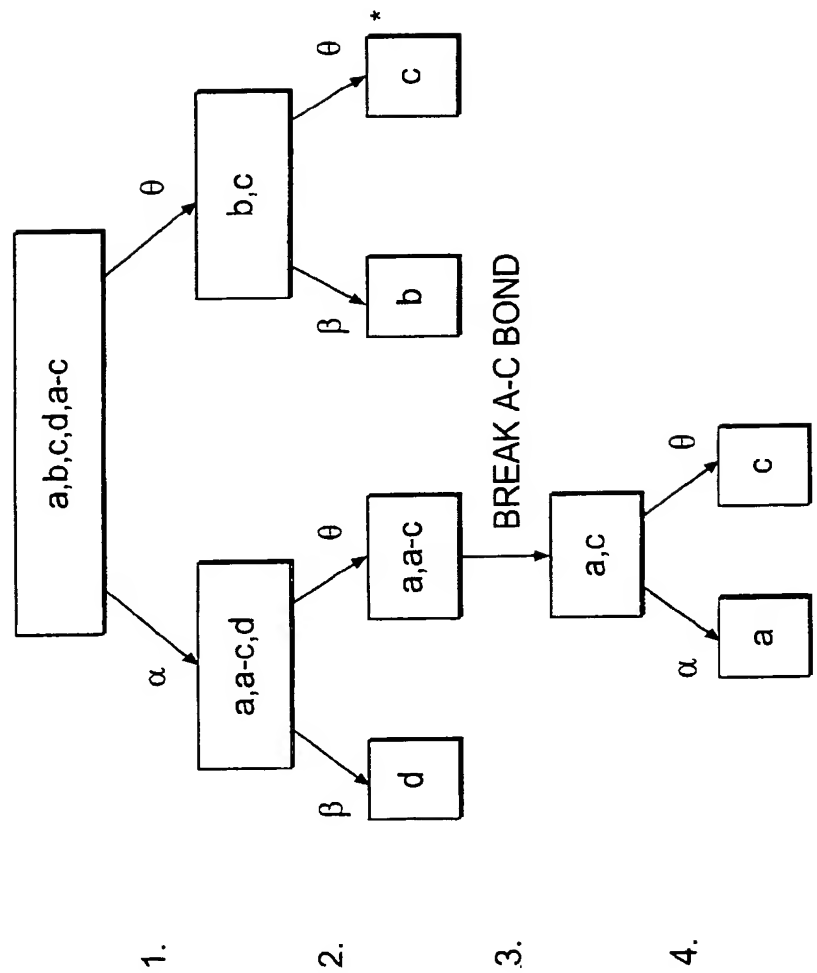 a,b,c,d,a-c
1.
α
θ
a,a-c,d
b,c
2.
β
θ
β
θ
*
d
a,a-c
b
c
3.
BREAK A-C BOND
a,c
4.
α
θ
a
c